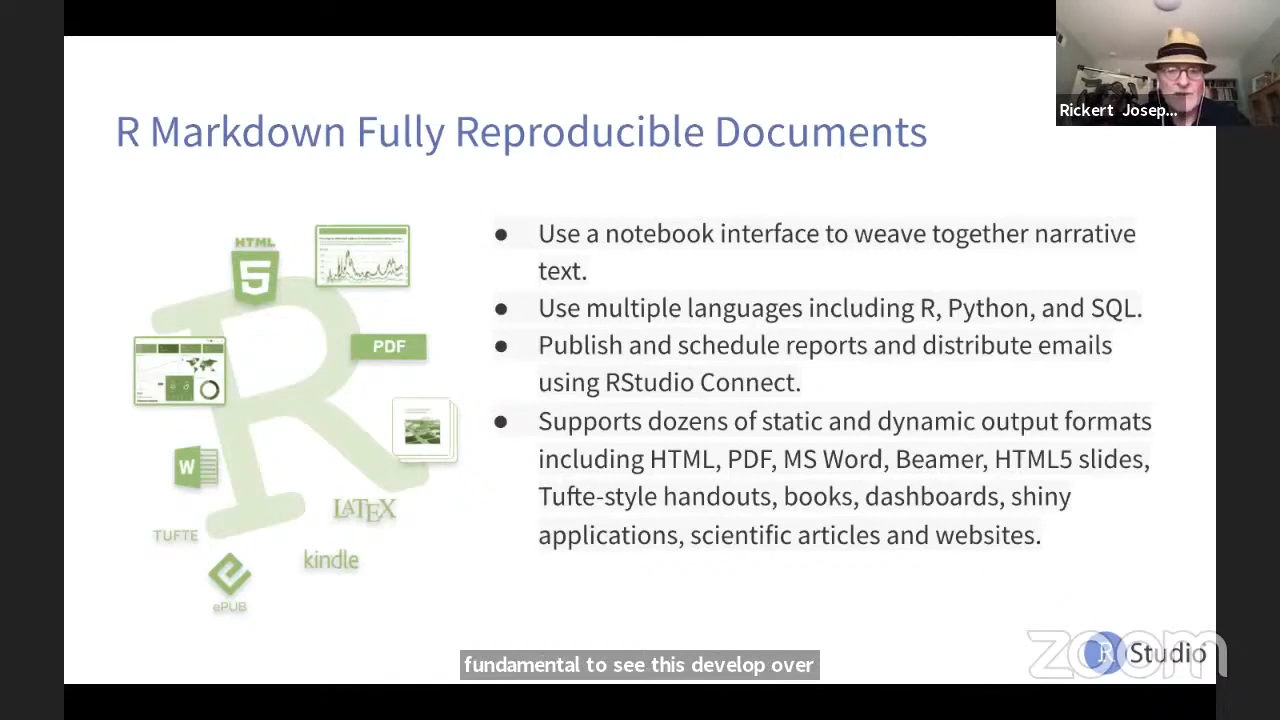 Rickert Josep...
R Markdown Fully Reproducible Documents
HTML
5
PDF
W
LATEX
TUFTE
kindle
ePUB
● Use a notebook interface to weave together narrative
text.
● Use multiple languages including R, Python, and SQL.
● Publish and schedule reports and distribute emails
using RStudio Connect.
● Supports dozens of static and dynamic output formats
including HTML, PDF, MS Word, Beamer, HTML5 slides,
Tufte-style handouts, books, dashboards, shiny
applications, scientific articles and websites.
fundamental to see this develop over
zoom
R Studio